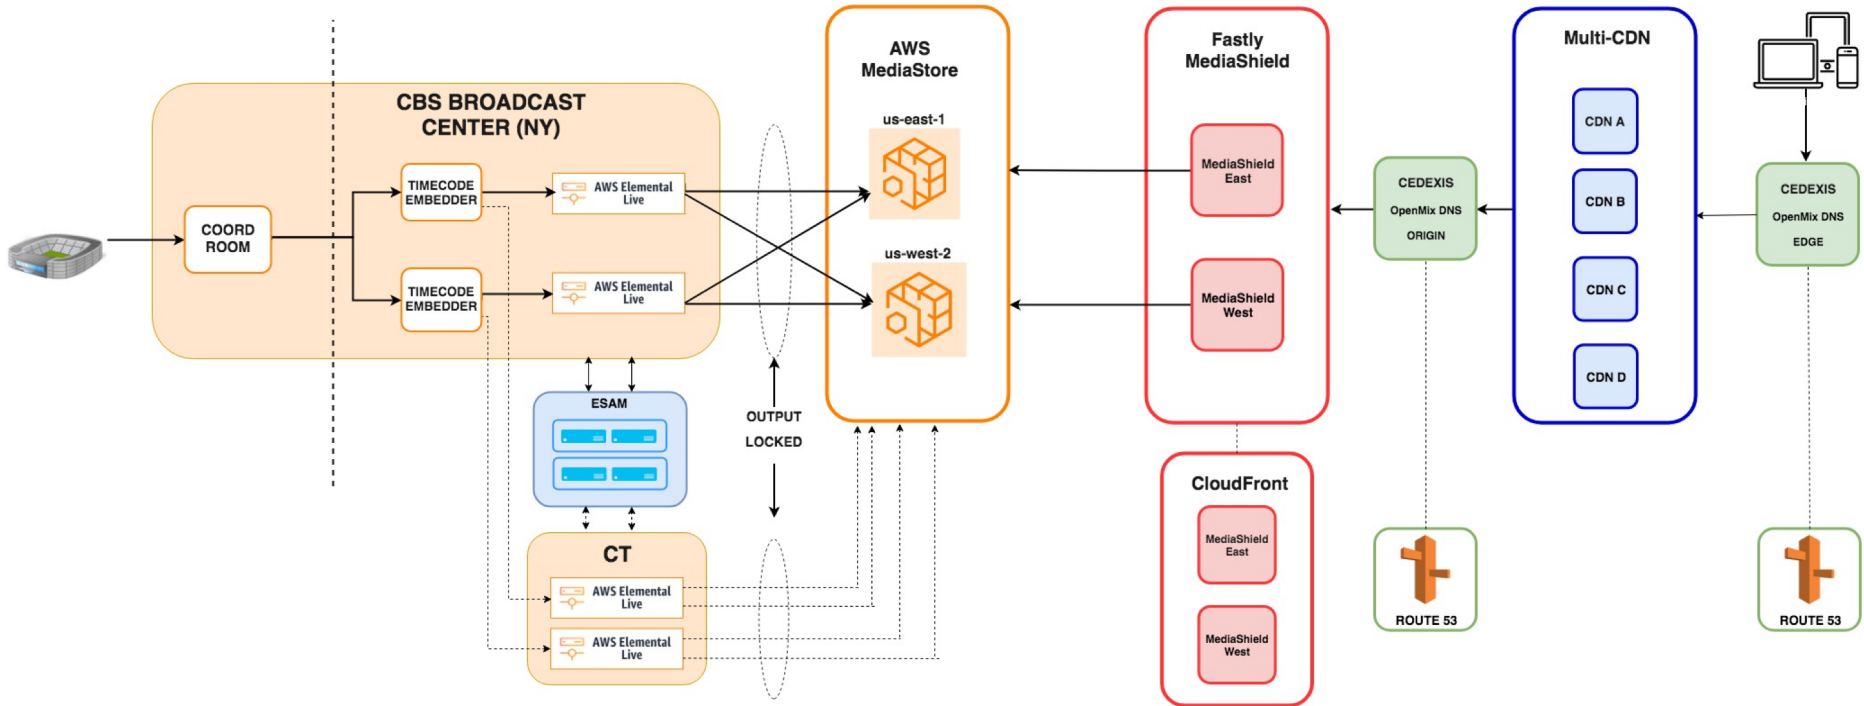 CBS BROADCAST
CENTER (NY)
COORD
ROOM
TIMECODE
EMBEDDER
AWS Elemental
Live
TIMECODE
EMBEDDER
AWS Elemental
Live
ESAM
CT
AWS Elemental
Live
AWS Elemental
Live
OUTPUT
LOCKED
AWS
MediaStore
us-east-1
us-west-2
Fastly
MediaShield
MediaShield
East
MediaShield
West
CloudFront
MediaShield
East
MediaShield
West
CEDEXIS
OpenMix DNS
ORIGIN
ROUTE 53
Multi-CDN
CDN A
CDN B
CDN C
CDN D
CEDEXIS
OpenMix DNS
EDGE
ROUTE 53